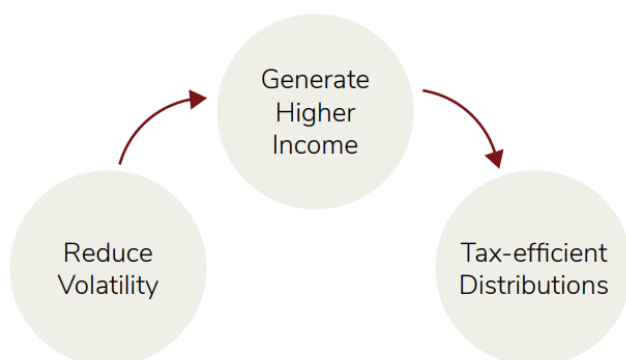 Generate
Higher
Income
Reduce
Volatility
Tax-efficient
Distributions